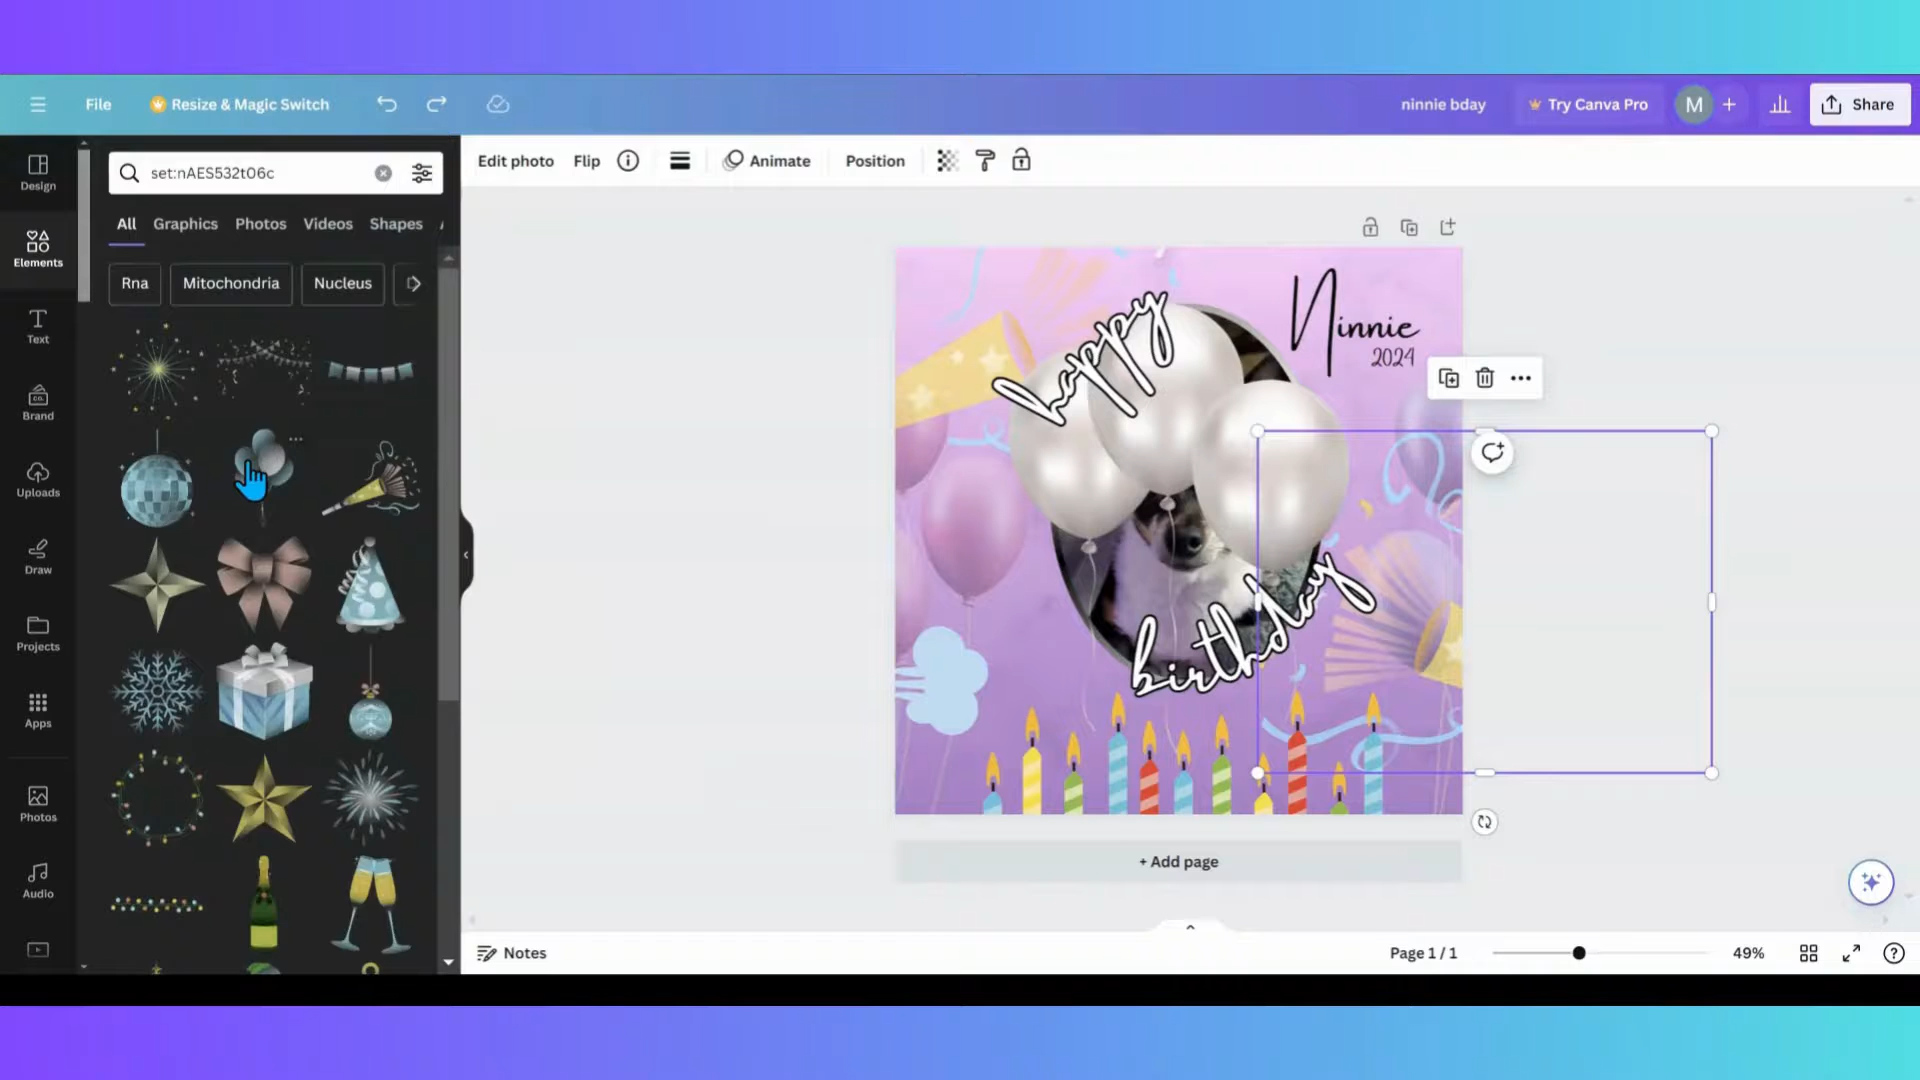 File
Resize & Magic Switch
ninnie bday
Try Canva Pro
M
Share
Design
Elements
Text
Brand
Uploads
Draw
Projects
Apps
Photos
Audio
set:nAES532t06c
All Graphics Photos Videos Shapes
Rna Mitochondria Nucleus
Edit photo Flip Animate Position
Ninnie
2024
happy
birthday
+ Add page
Notes
Page 1 / 1
49%